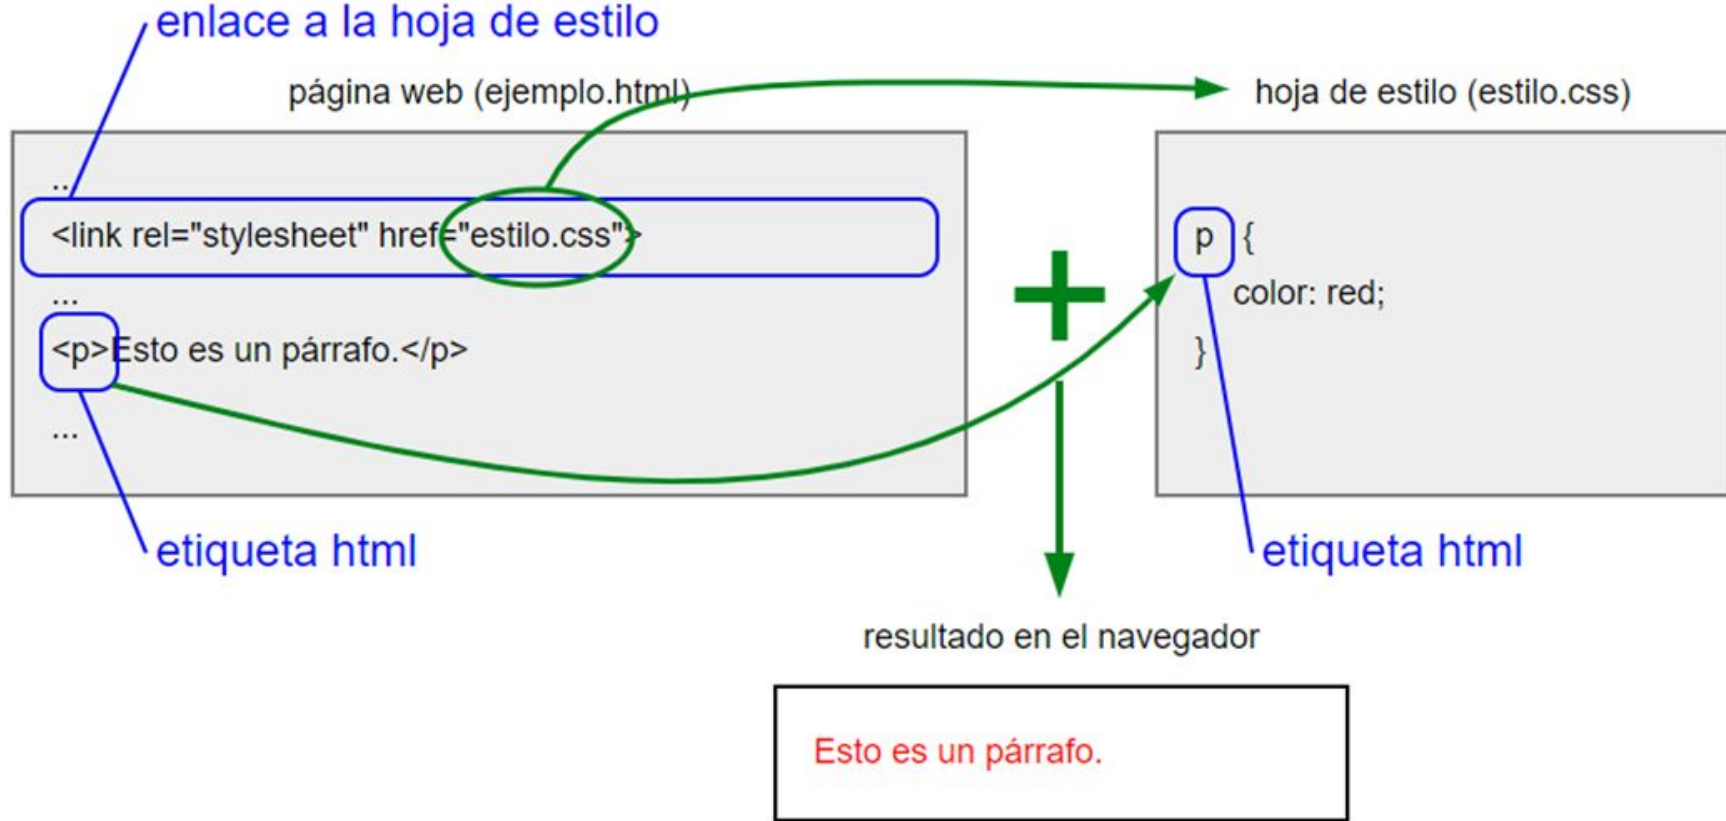 enlace a la hoja de estilo
página web (ejemplo.html)
hoja de estilo (estilo.css)
...
<link rel="stylesheet" href="estilo.css">
...
<p>Esto es un párrafo.</p>
...
p {
color: red;
}
etiqueta html
etiqueta html
resultado en el navegador
Esto es un párrafo.